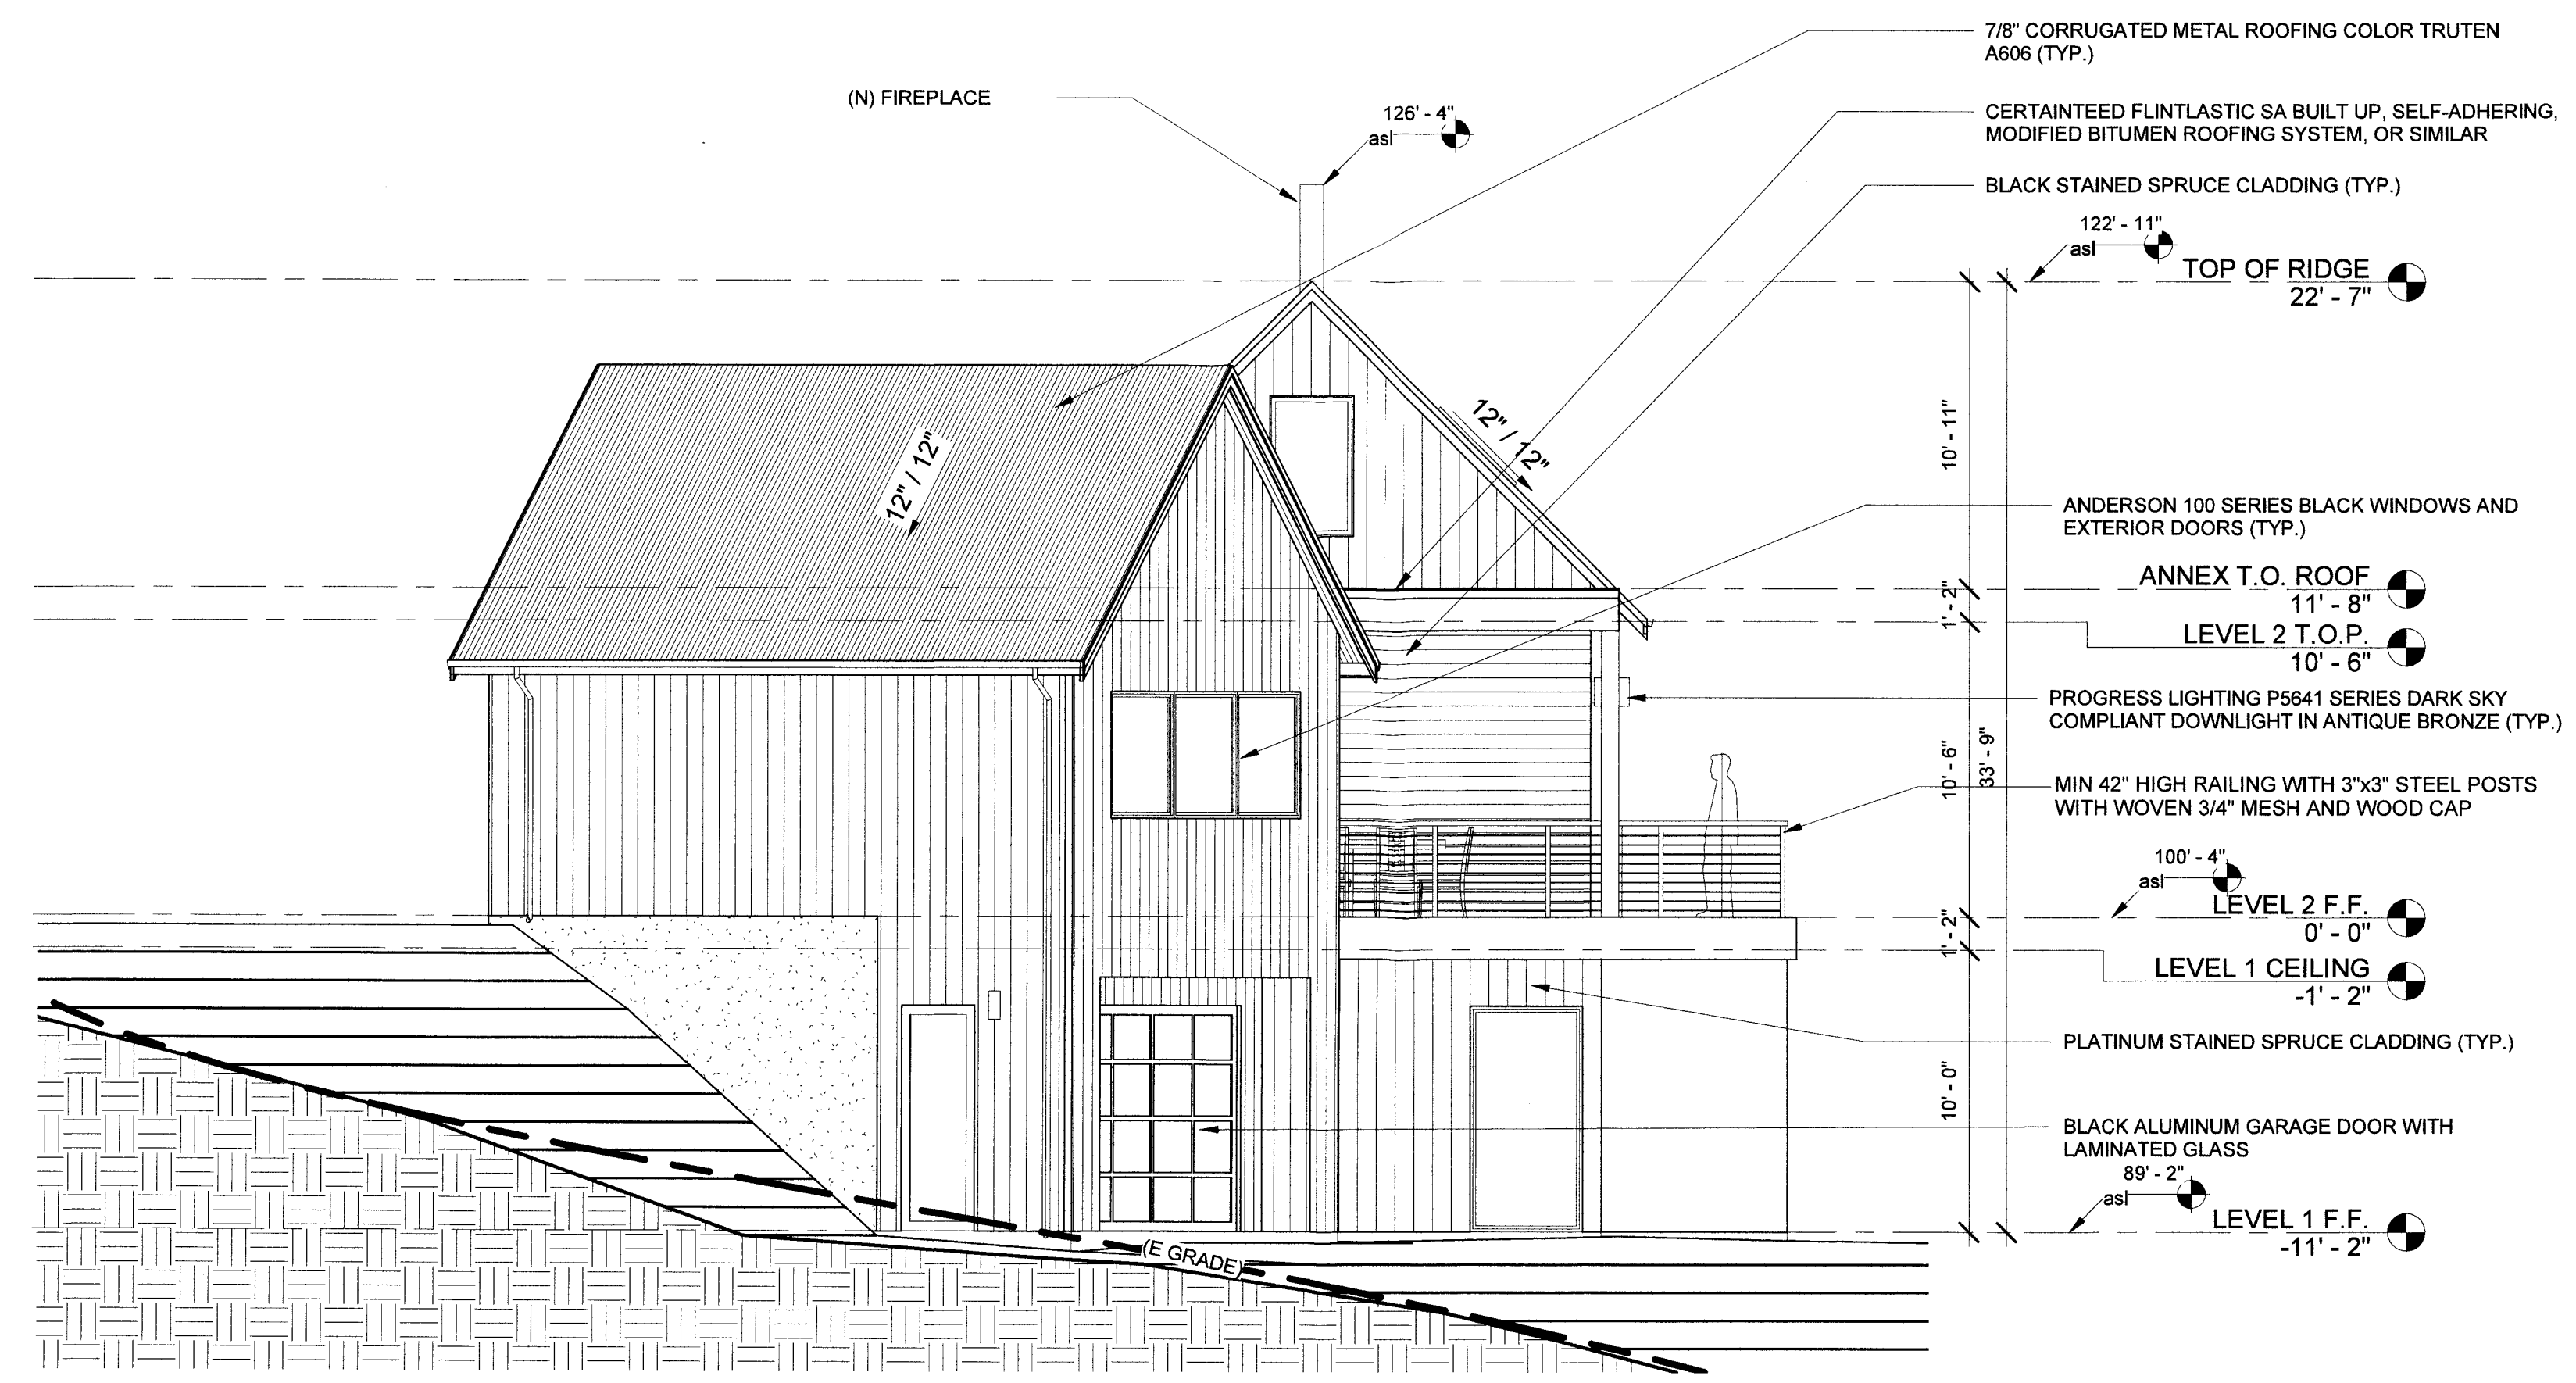 7/8" CORRUGATED METAL ROOFING COLOR TRUTEN
A606 (TYP.)
(N) FIREPLACE
126' - 4"
asl
CERTAINTEED FLINTLASTIC SA BUILT UP, SELF-ADHERING,
MODIFIED BITUMEN ROOFING SYSTEM, OR SIMILAR
BLACK STAINED SPRUCE CLADDING (TYP.)
122' - 11"
asl
TOP OF RIDGE
22' - 7"
12" / 12"
12" / 12"
10' - 11"
ANDERSON 100 SERIES BLACK WINDOWS AND
EXTERIOR DOORS (TYP.)
ANNEX T.O. ROOF
11' - 8"
1' - 2"
LEVEL 2 T.O.P.
10' - 6"
PROGRESS LIGHTING P5641 SERIES DARK SKY
COMPLIANT DOWNLIGHT IN ANTIQUE BRONZE (TYP.)
10' - 6"
33' - 9"
MIN 42" HIGH RAILING WITH 3"x3" STEEL POSTS
WITH WOVEN 3/4" MESH AND WOOD CAP
100' - 4"
asl
LEVEL 2 F.F.
0' - 0"
1' - 2"
LEVEL 1 CEILING
-1' - 2"
PLATINUM STAINED SPRUCE CLADDING (TYP.)
10' - 0"
BLACK ALUMINUM GARAGE DOOR WITH
LAMINATED GLASS
89' - 2"
asl
LEVEL 1 F.F.
-11' - 2"
(E GRADE)